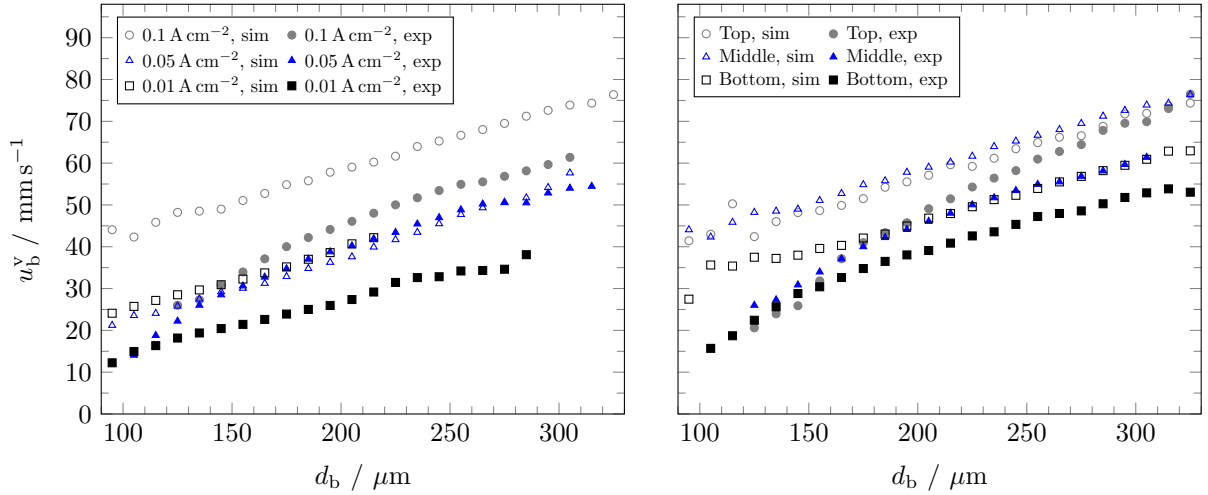 0.1 A cm−2, sim 0.1 A cm−2, exp
0.05 A cm−2, sim 0.05 A cm−2, exp
0.01 A cm−2, sim 0.01 A cm−2, exp
90
80
70
60
50
40
30
20
10
0
100 150 200 250 300
d_b / μm
u_b^v / mm s−1
Top, sim Top, exp
Middle, sim Middle, exp
Bottom, sim Bottom, exp
100 150 200 250 300
d_b / μm